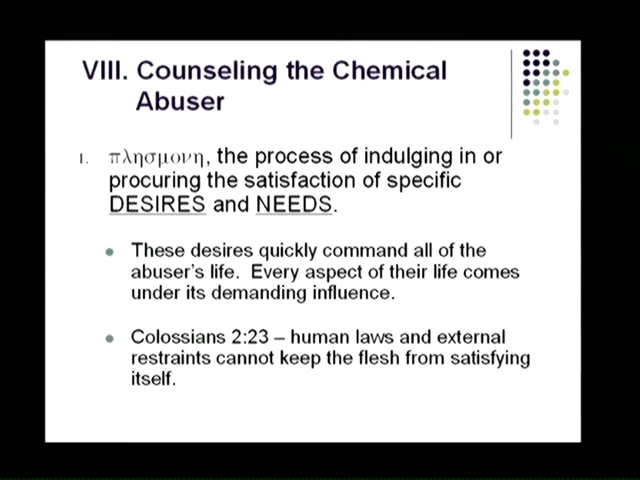 VIII. Counseling the Chemical
Abuser
1. πλησμονη, the process of indulging in or
procuring the satisfaction of specific
DESIRES and NEEDS.
• These desires quickly command all of the
abuser's life. Every aspect of their life comes
under its demanding influence.
• Colossians 2:23 – human laws and external
restraints cannot keep the flesh from satisfying
itself.